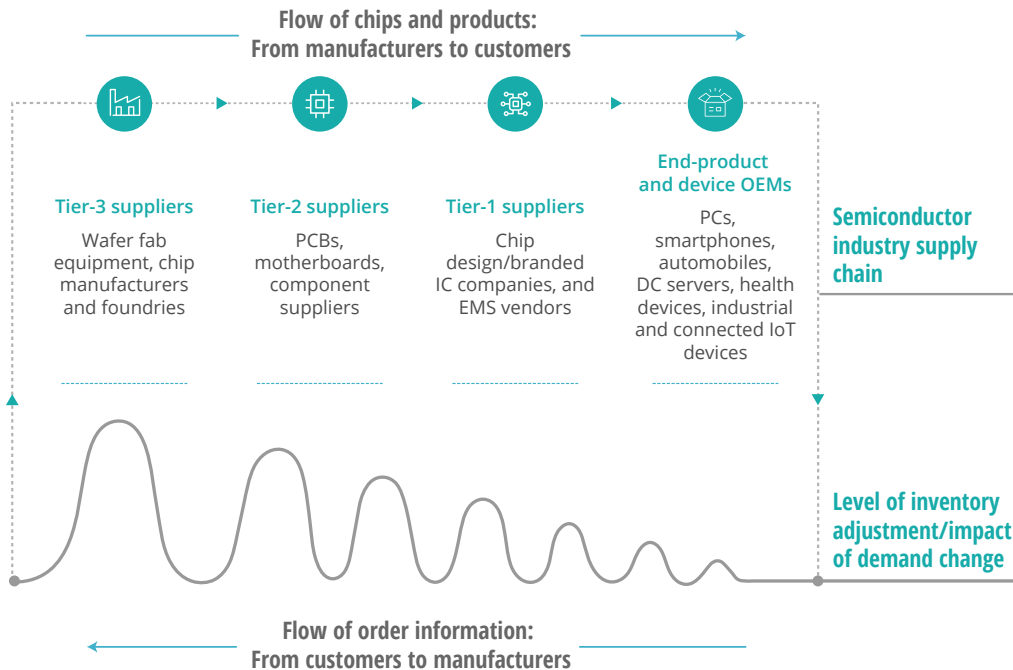 Flow of chips and products:
From manufacturers to customers
Tier-3 suppliers
Wafer fab
equipment, chip
manufacturers
and foundries
Tier-2 suppliers
PCBs,
motherboards,
component
suppliers
Tier-1 suppliers
Chip
design/branded
IC companies, and
EMS vendors
End-product
and device OEMs
PCs,
smartphones,
automobiles,
DC servers, health
devices, industrial
and connected IoT
devices
Semiconductor
industry supply
chain
Level of inventory
adjustment/impact
of demand change
Flow of order information:
From customers to manufacturers